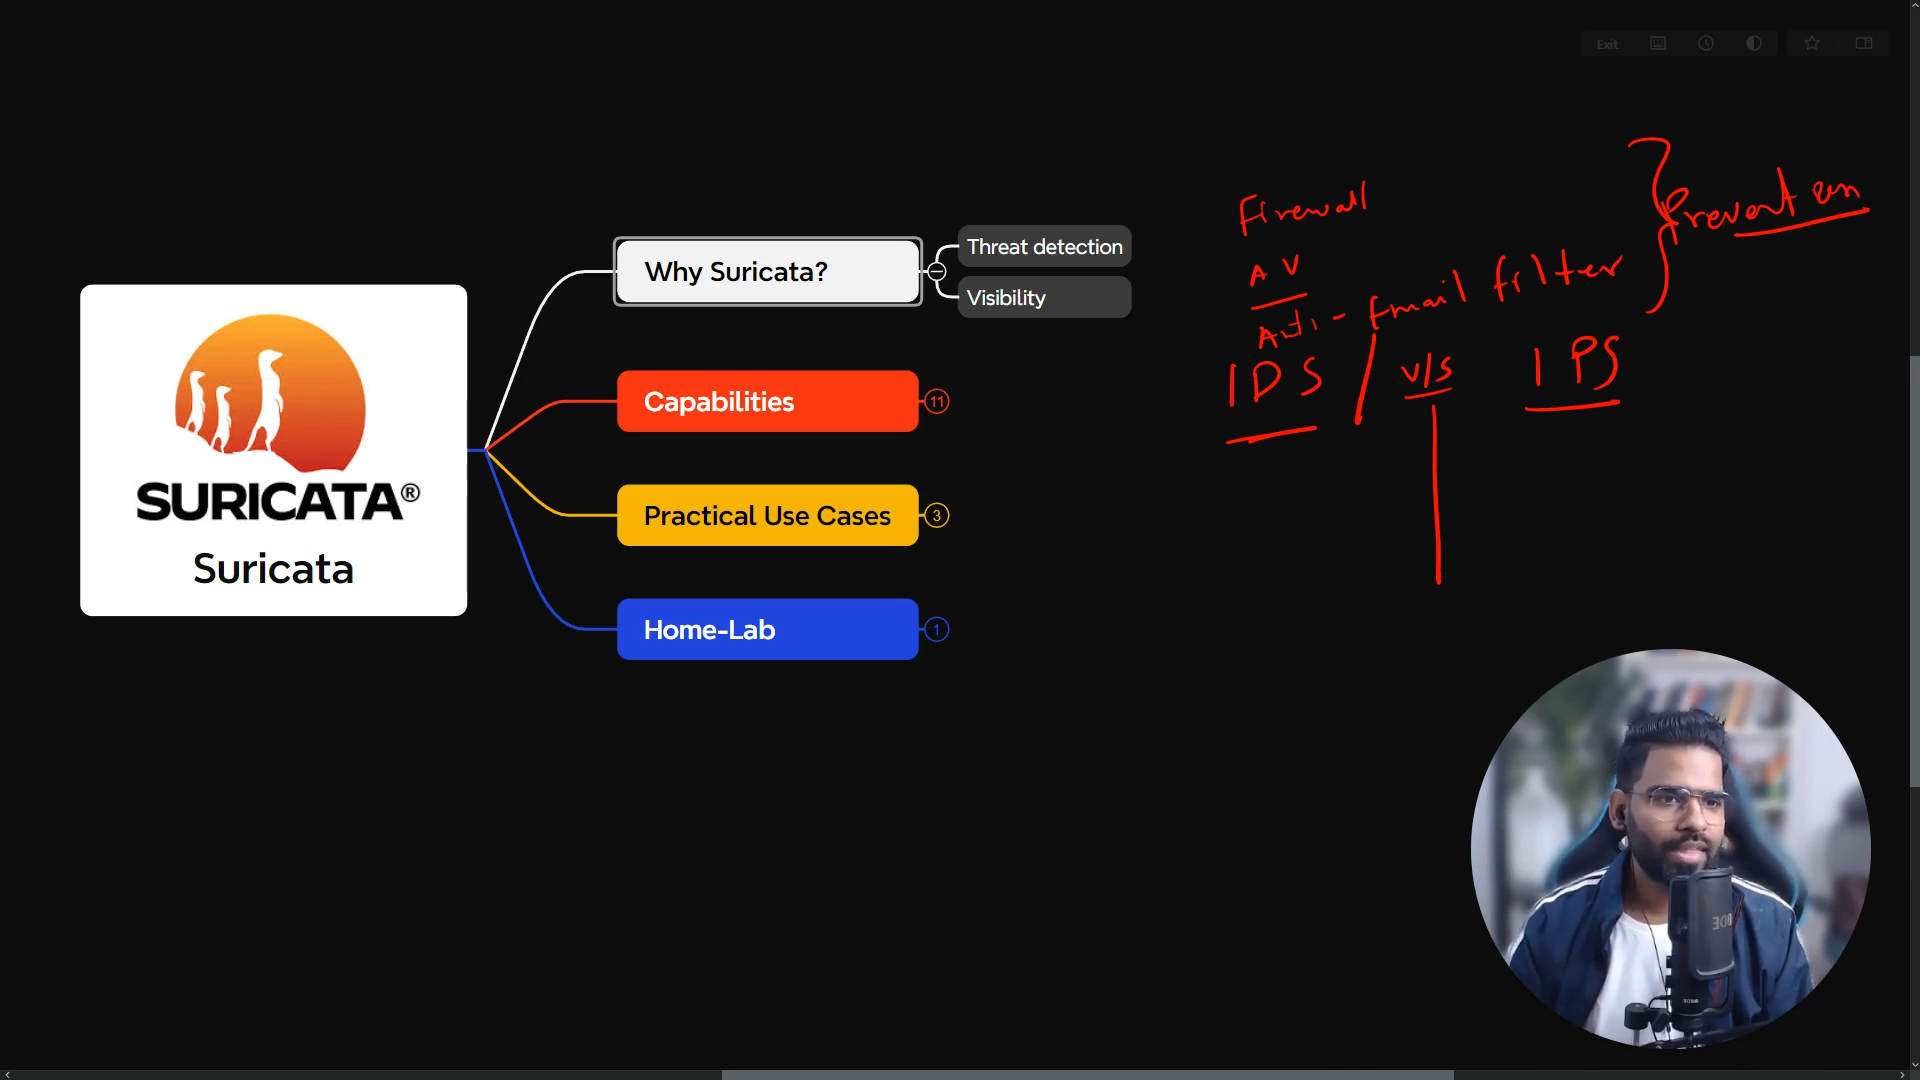 Exit
SURICATA®
Suricata
Why Suricata?
Threat detection
Visibility
Capabilities
11
Practical Use Cases
3
Home-Lab
1
Firewall
AV
Anti - Email filter
Prevention
IDS / v/s IPS